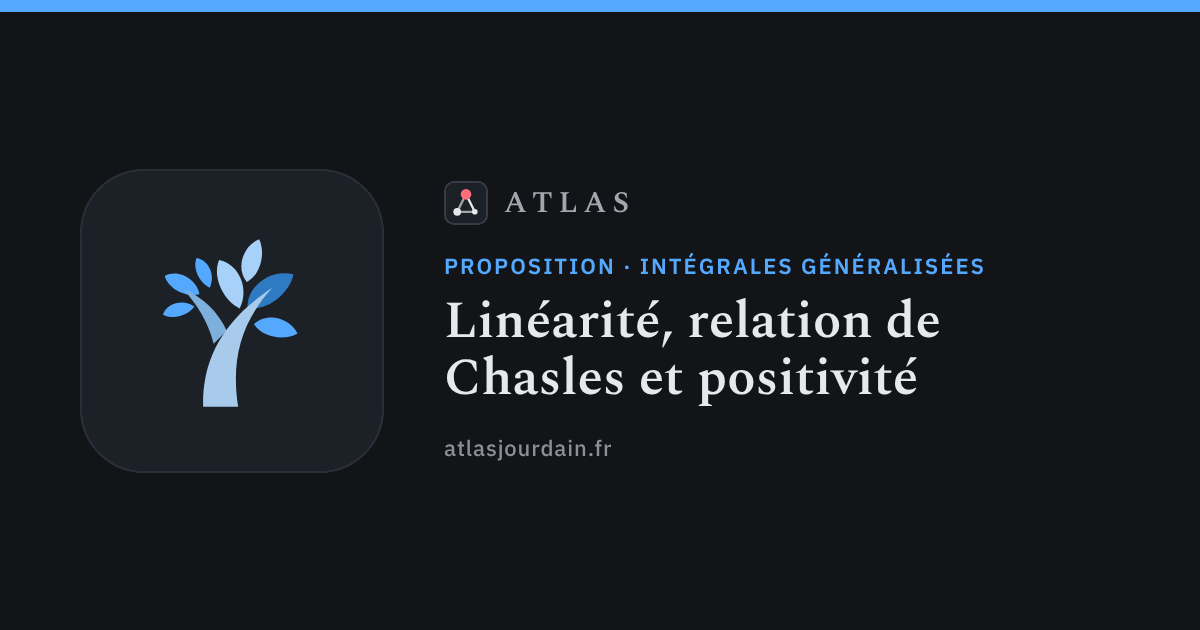 ATLAS
PROPOSITION · INTÉGRALES GÉNÉRALISÉES
Linéarité, relation de
Chasles et positivité
atlasjourdain.fr